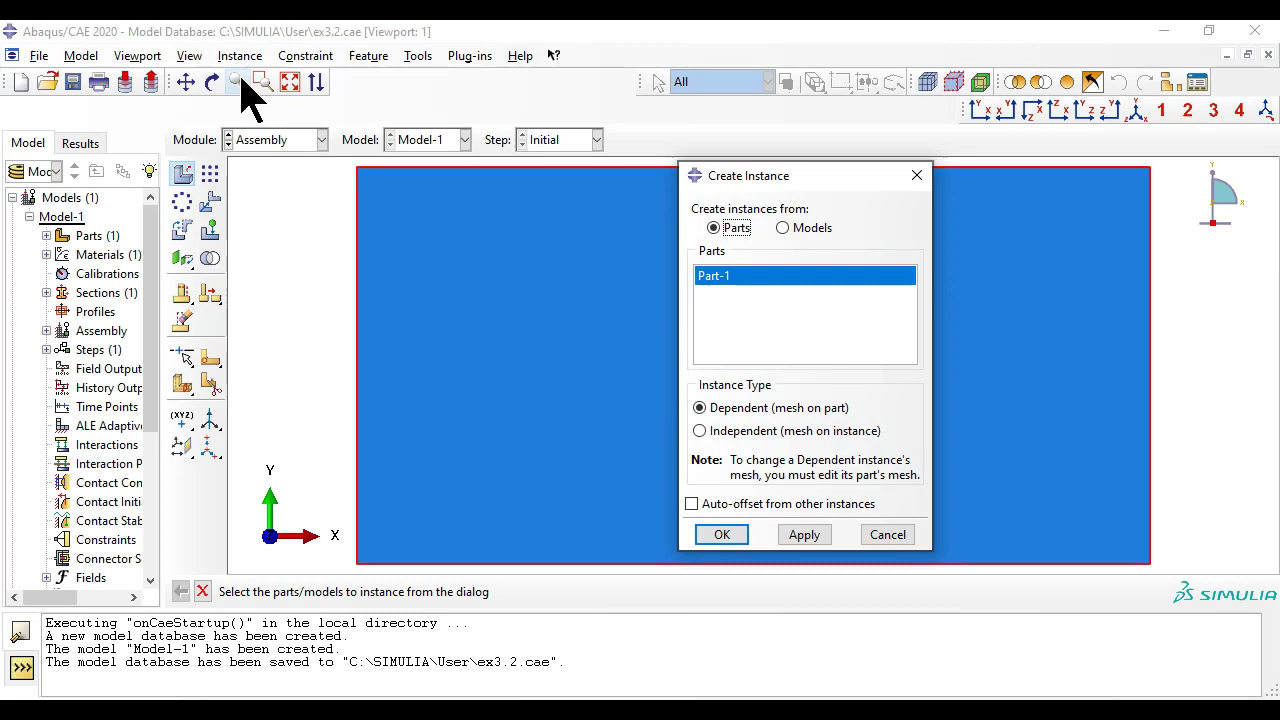 Abaqus/CAE 2020 - Model Database: C:\SIMULIA\User\ex3.2.cae [Viewport: 1]
File Model Viewport View Instance Constraint Feature Tools Plug-ins Help ?
All
1 2 3 4
Model Results Module: Assembly Model: Model-1 Step: Initial
Moc
Models (1)
Model-1
Parts (1)
Materials (1)
Calibrations
Sections (1)
Profiles
Assembly
Steps (1)
Field Output
History Outp
Time Points
ALE Adaptive
Interactions
Interaction P
Contact Con
Contact Initi
Contact Stab
Constraints
Connector S
Fields
(XYZ)
Create Instance
Create instances from:
Parts Models
Parts
Part-1
Instance Type
Dependent (mesh on part)
Independent (mesh on instance)
Note: To change a Dependent instance's
mesh, you must edit its part's mesh.
Auto-offset from other instances
OK Apply Cancel
Y
X
Z
Y
X
Select the parts/models to instance from the dialog
SIMULIA
Executing "onCaeStartup()" in the local directory ...
A new model database has been created.
The model "Model-1" has been created.
The model database has been saved to "C:\SIMULIA\User\ex3.2.cae".
>>>